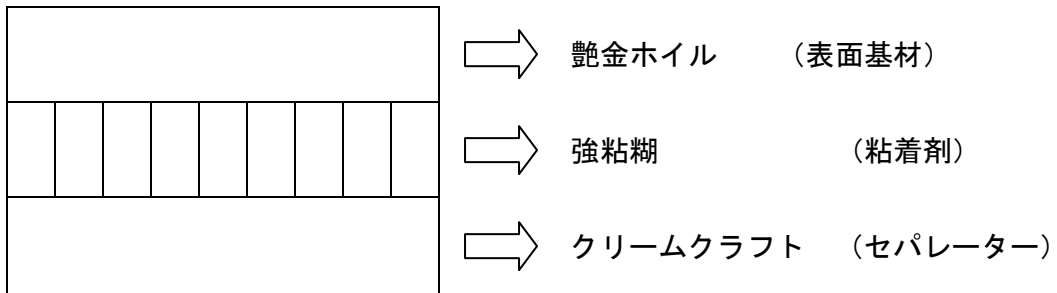 艶金ホイル　　（表面基材）
強粘糊　　　　　　　（粘着剤）
クリームクラフト　（セパレーター）